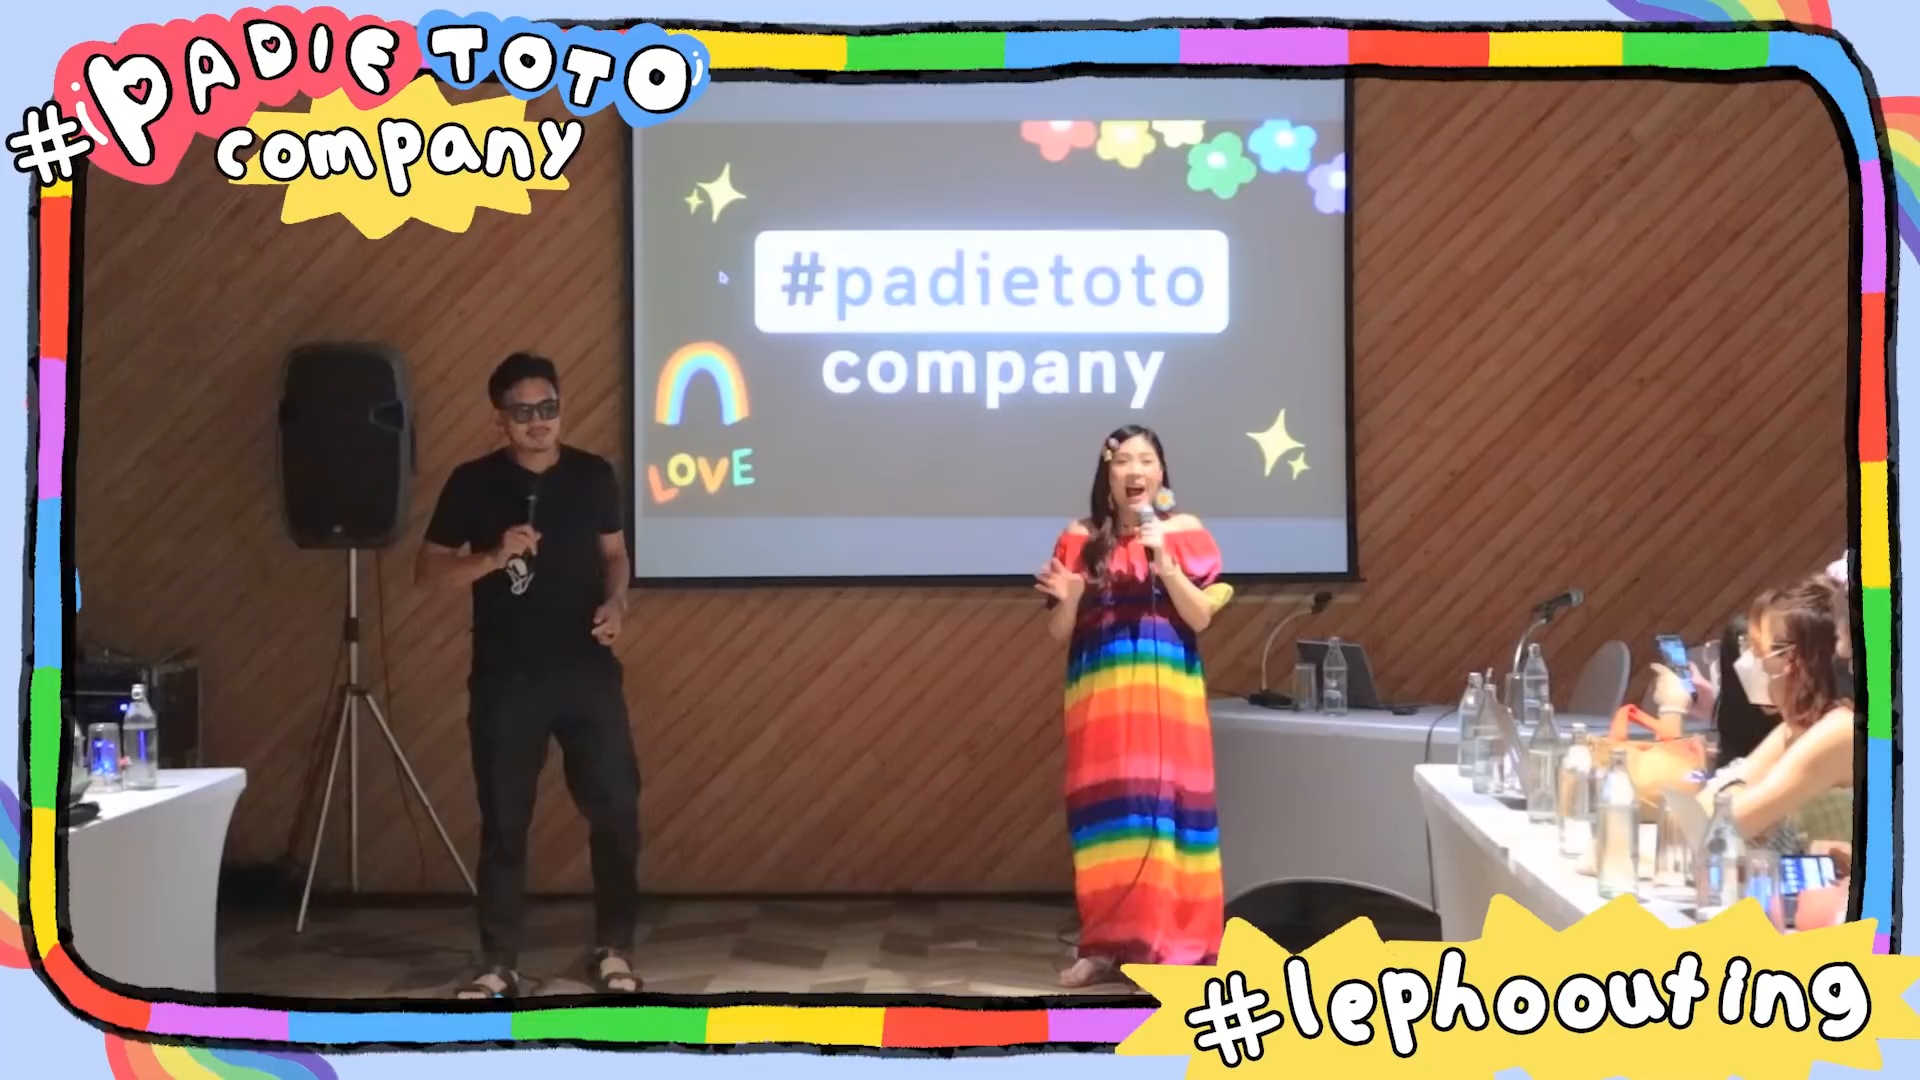 #PADIE TOTO
company
#padietoto
company
LOVE
#lephoouting